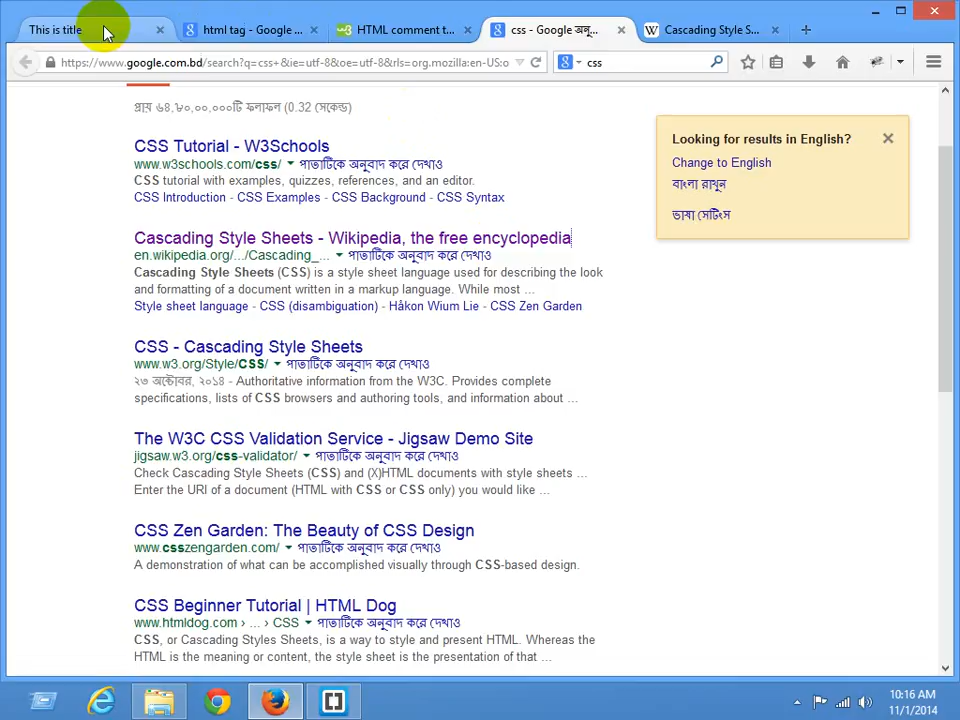 This is title
html tag - Google ...
HTML comment t...
css - Google অনু...
Cascading Style S...
https://www.google.com.bd/search?q=css+&ie=utf-8&oe=utf-8&rls=org.mozilla:en-US:o
css
প্রায় ৬৪,৮০,০০,০০০টি ফলাফল (0.32 সেকেন্ড)
Looking for results in English?
Change to English
বাংলা রাখুন
ভাষা সেটিংস
CSS Tutorial - W3Schools
www.w3schools.com/css/ পাতাটিকে অনুবাদ করে দেখাও
CSS tutorial with examples, quizzes, references, and an editor.
CSS Introduction - CSS Examples - CSS Background - CSS Syntax
Cascading Style Sheets - Wikipedia, the free encyclopedia
en.wikipedia.org/.../Cascading_... পাতাটিকে অনুবাদ করে দেখাও
Cascading Style Sheets (CSS) is a style sheet language used for describing the look
and formatting of a document written in a markup language. While most ...
Style sheet language - CSS (disambiguation) - Håkon Wium Lie - CSS Zen Garden
CSS - Cascading Style Sheets
www.w3.org/Style/CSS/ পাতাটিকে অনুবাদ করে দেখাও
২৩ অক্টোবর, ২০১৪ - Authoritative information from the W3C. Provides complete
specifications, lists of CSS browsers and authoring tools, and information about ...
The W3C CSS Validation Service - Jigsaw Demo Site
jigsaw.w3.org/css-validator/ পাতাটিকে অনুবাদ করে দেখাও
Check Cascading Style Sheets (CSS) and (X)HTML documents with style sheets ...
Enter the URI of a document (HTML with CSS or CSS only) you would like ...
CSS Zen Garden: The Beauty of CSS Design
www.csszengarden.com/ পাতাটিকে অনুবাদ করে দেখাও
A demonstration of what can be accomplished visually through CSS-based design.
CSS Beginner Tutorial | HTML Dog
www.htmldog.com › ... › CSS পাতাটিকে অনুবাদ করে দেখাও
CSS, or Cascading Styles Sheets, is a way to style and present HTML. Whereas the
HTML is the meaning or content, the style sheet is the presentation of that ...
10:16 AM
11/1/2014